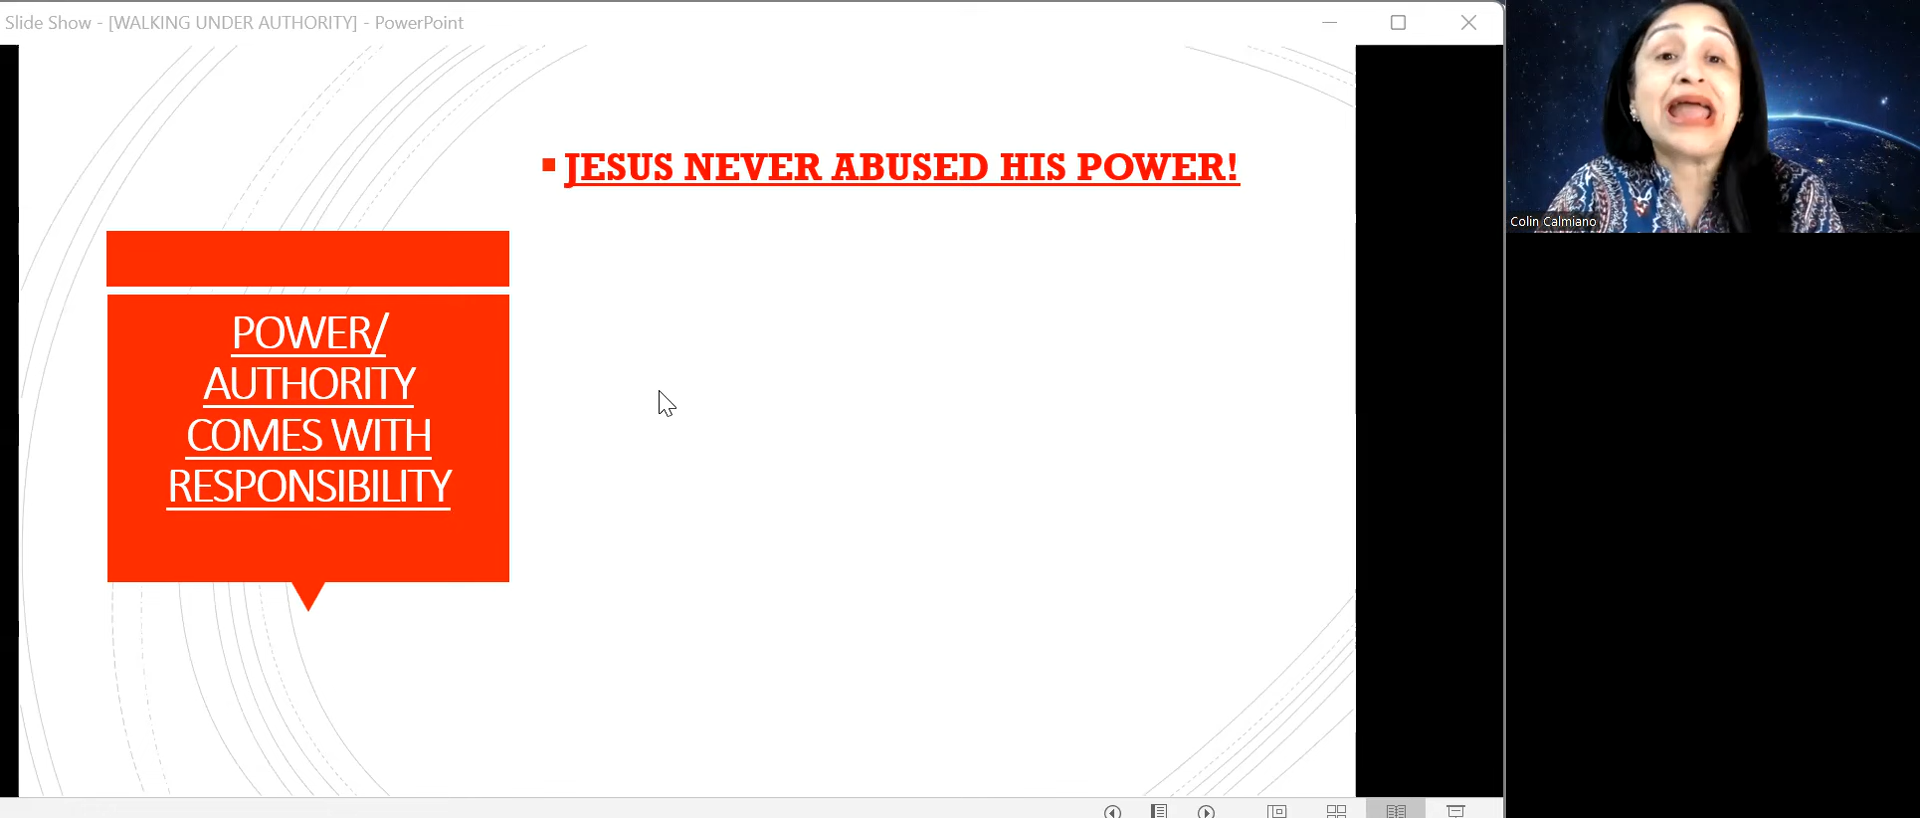 Slide Show - [WALKING UNDER AUTHORITY] - PowerPoint
JESUS NEVER ABUSED HIS POWER!
POWER/
AUTHORITY
COMES WITH
RESPONSIBILITY
Colin Calmiano